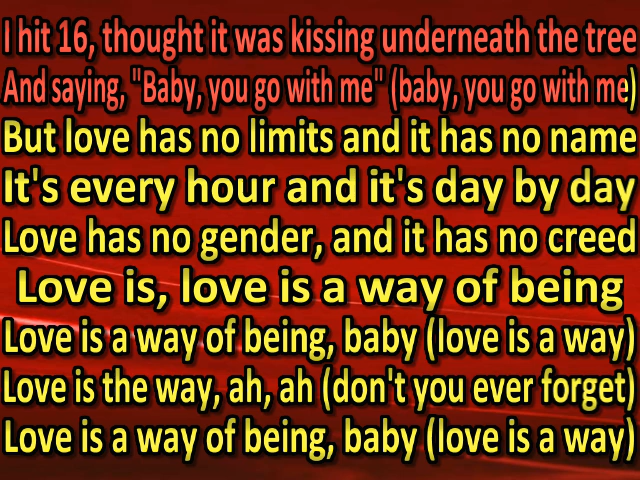 I hit 16, thought it was kissing underneath the tree
And saying, "Baby, you go with me" (baby, you go with me)
But love has no limits and it has no name
It's every hour and it's day by day
Love has no gender, and it has no creed
Love is, love is a way of being
Love is a way of being, baby (love is a way)
Love is the way, ah, ah (don't you ever forget)
Love is a way of being, baby (love is a way)